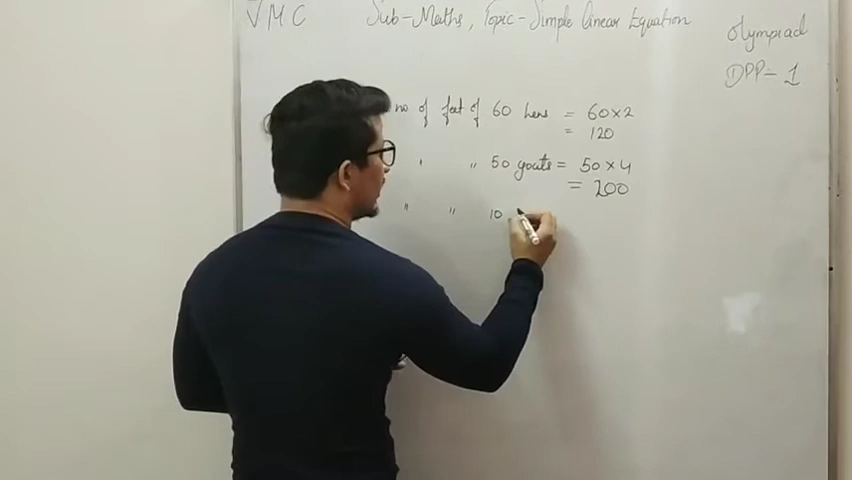 VMC
Sub-Maths, Topic-Simple linear Equation
Olympiad
DPP=1
no of feet of 60 hens = 60×2
= 120
" " 50 goats = 50×4
= 200
" " 10